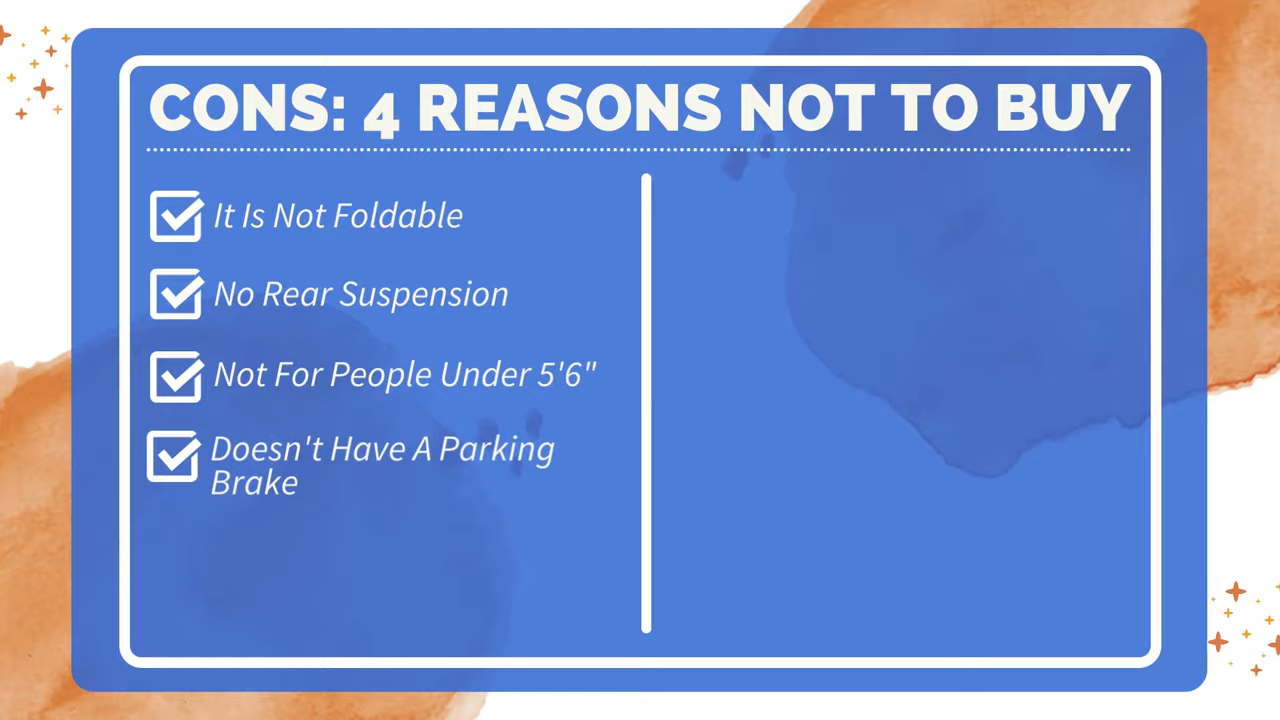 CONS: 4 REASONS NOT TO BUY
It Is Not Foldable
No Rear Suspension
Not For People Under 5'6"
Doesn't Have A Parking
Brake